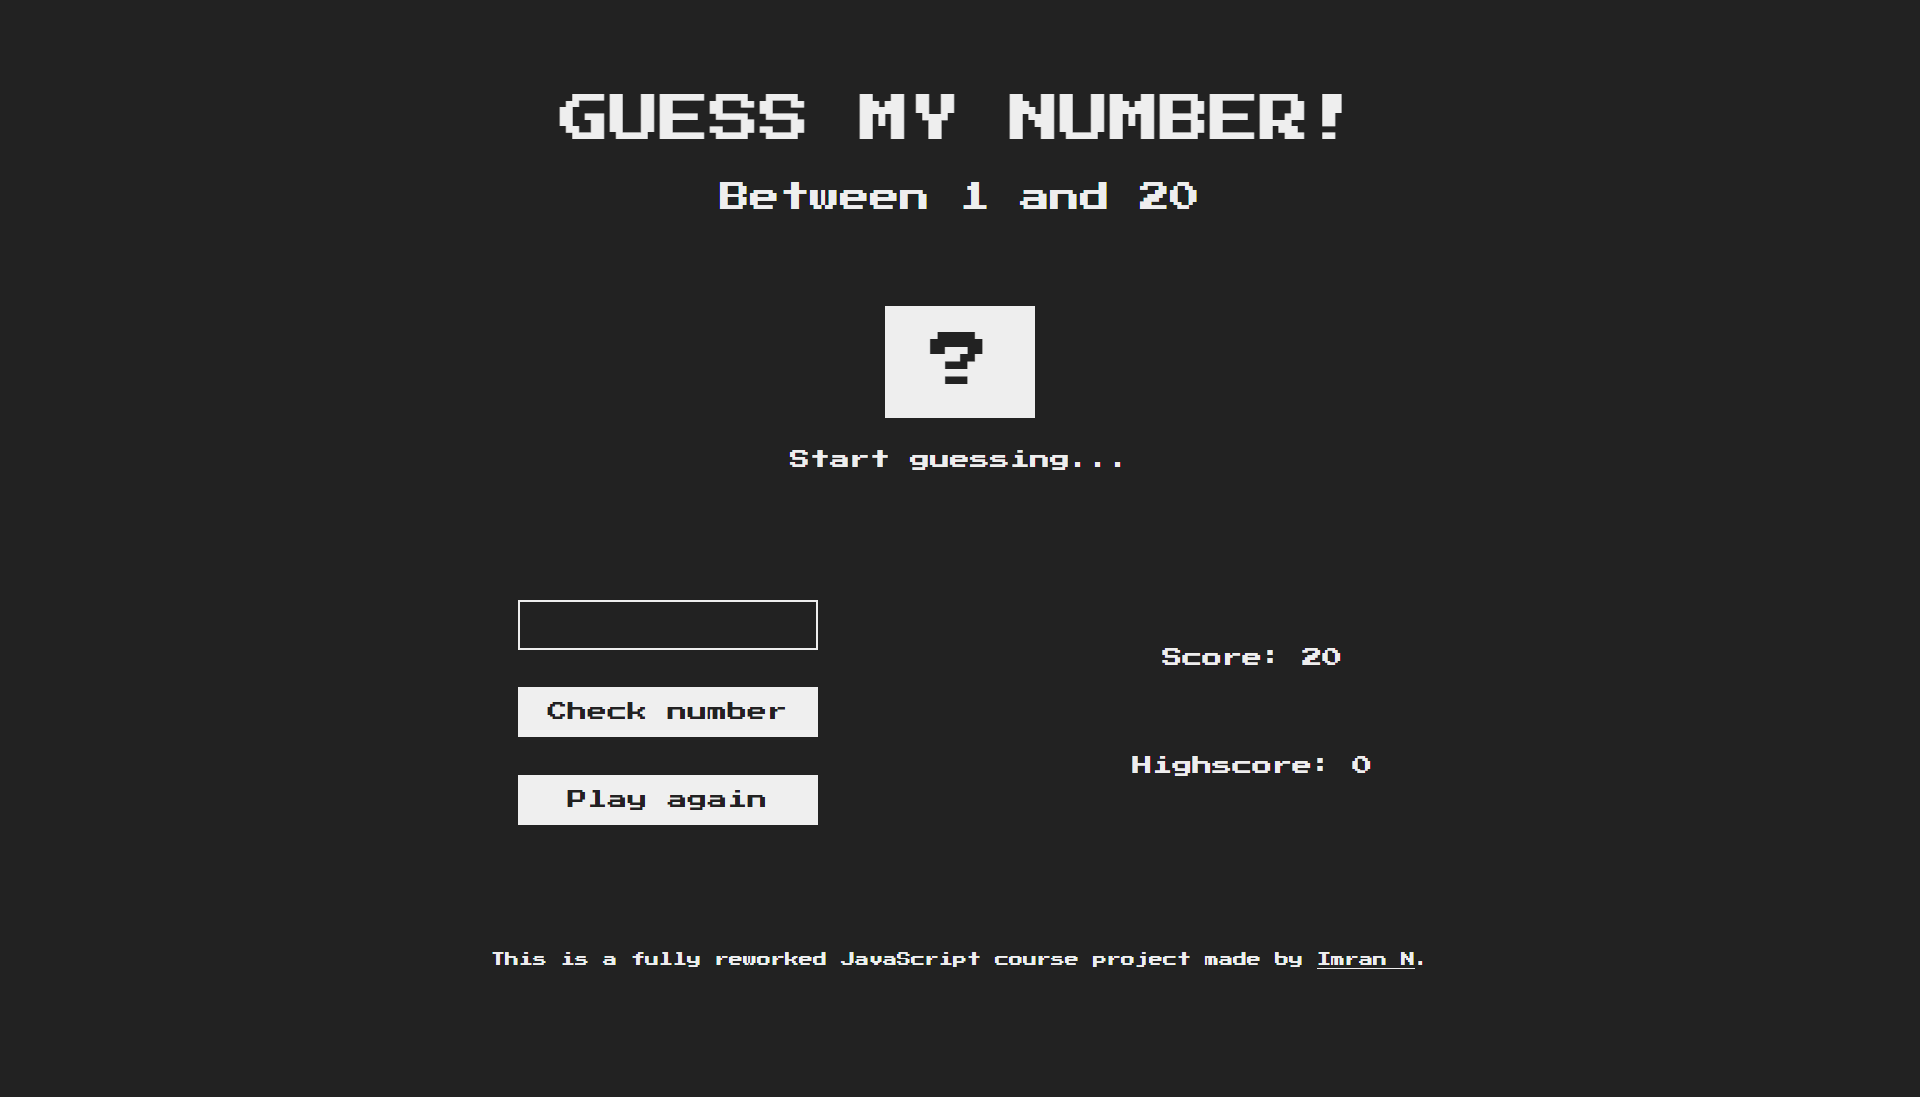 GUESS MY NUMBER!
Between 1 and 20
?
Start guessing...
Check number
Play again
Score: 20
Highscore: 0
This is a fully reworked JavaScript course project made by Imran N.